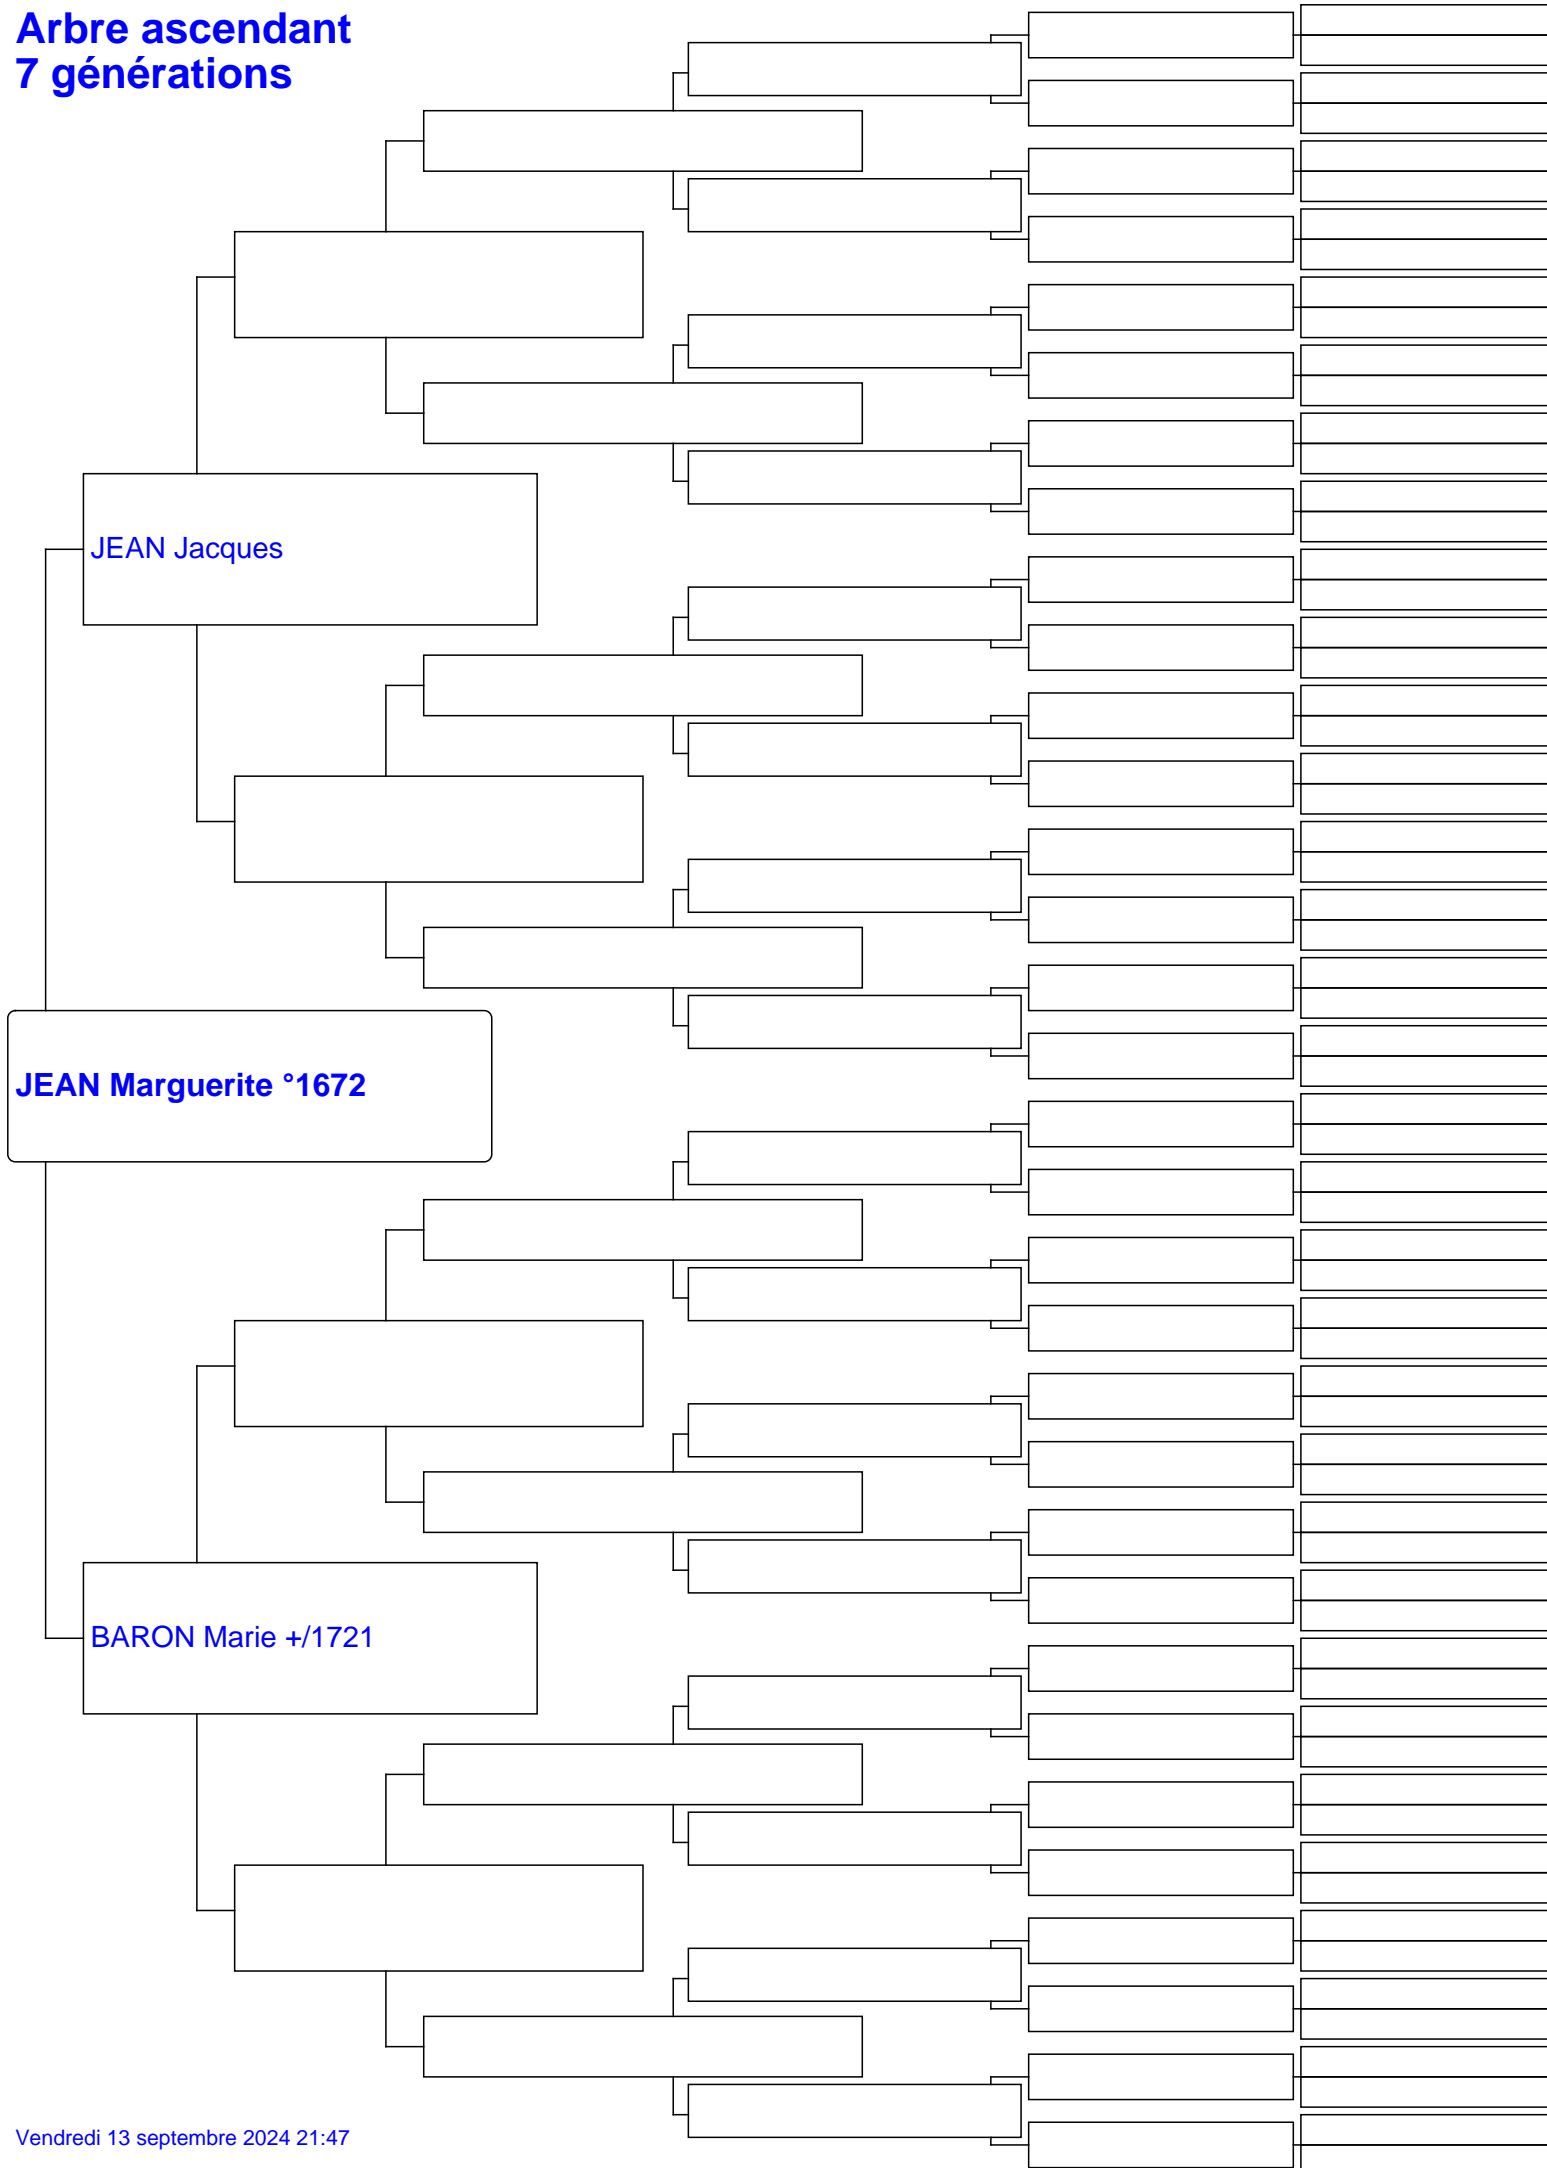 Arbre ascendant
7 générations
JEAN Jacques
JEAN Marguerite °1672
BARON Marie +/1721
Vendredi 13 septembre 2024 21:47